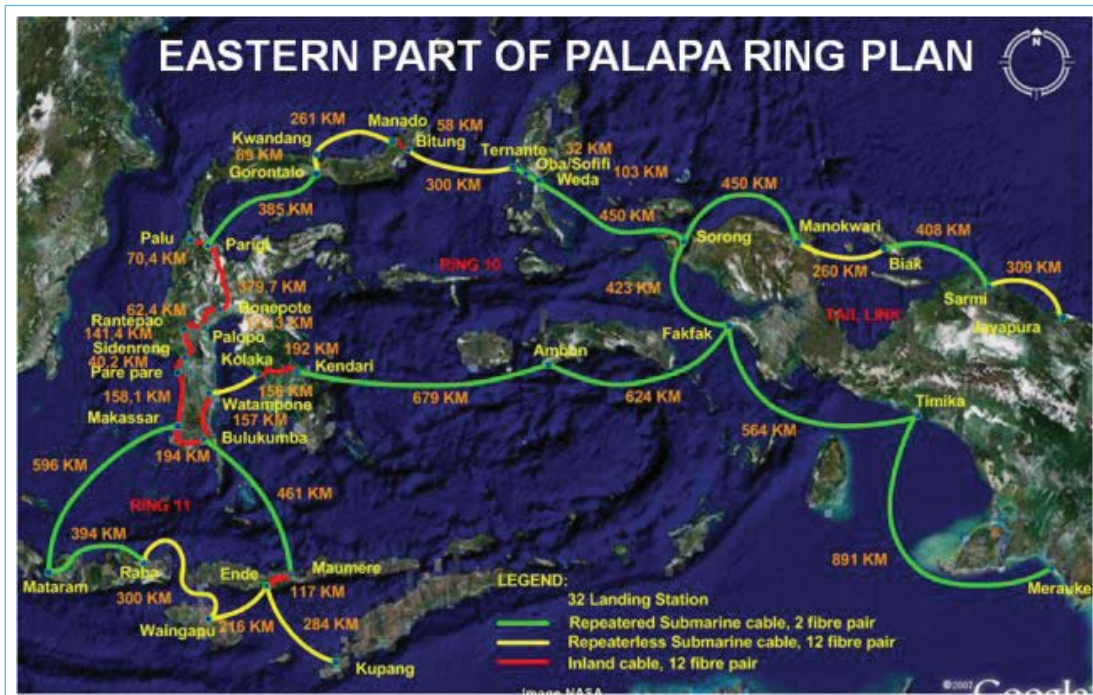 EASTERN PART OF PALAPA RING PLAN
N
261 KM
Manado
58 KM
Kwandang
Bitung
Ternante
32 KM
89 KM
Gorontalo
Oba/Sofifi
Weda
103 KM
300 KM
450 KM
385 KM
450 KM
Manokwari
408 KM
Palu
Parigi
Sorong
70,4 KM
RING 10
260 KM
Biak
309 KM
379,7 KM
423 KM
Sarmi
62,4 KM
Bonepote
Rantepao
TAIL LINK
Jayapura
141,4 KM
Palopo
Fakfak
Sidenreng
192 KM
Ambon
40,2 KM
Kolaka
Kendari
Pare pare
156 KM
158,1 KM
679 KM
624 KM
Watampone
Timika
Makassar
157 KM
564 KM
Bulukumba
194 KM
596 KM
461 KM
RING 11
394 KM
891 KM
Mataram
Raba
Ende
Maumere
LEGEND:
117 KM
Merauke
300 KM
32 Landing Station
Waingapu
216 KM
284 KM
Repeatered Submarine cable, 2 fibre pair
Repeaterless Submarine cable, 12 fibre pair
Kupang
Inland cable, 12 fibre pair
Image NASA
©2007 Google